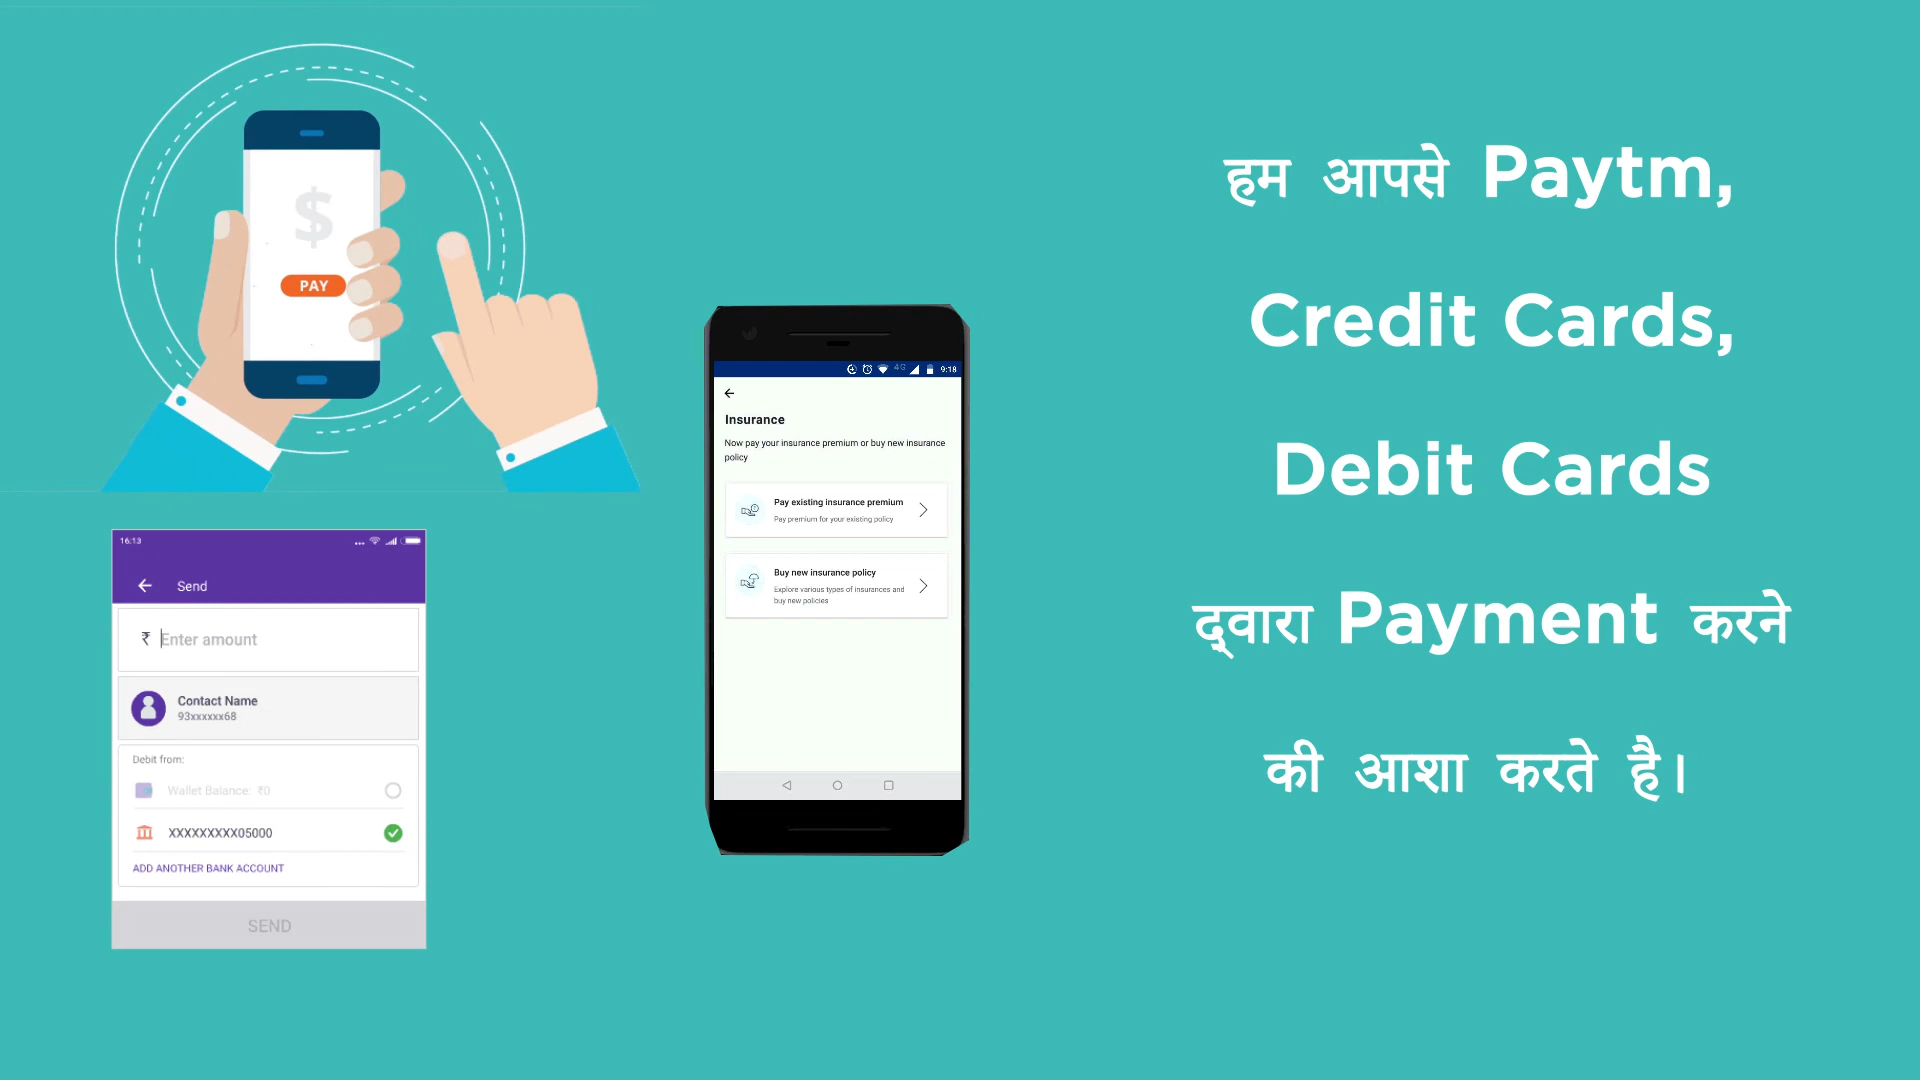 $
PAY
16:13
Send
₹ Enter amount
Contact Name
93xxxxxx68
Debit from:
Wallet Balance: ₹0
XXXXXXXXX05000
ADD ANOTHER BANK ACCOUNT
SEND
4G 9:18
Insurance
Now pay your insurance premium or buy new insurance
policy
Pay existing insurance premium
Pay premium for your existing policy
Buy new insurance policy
Explore various types of insurances and
buy new policies
हम आपसे Paytm,
Credit Cards,
Debit Cards
द्वारा Payment करने
की आशा करते है।